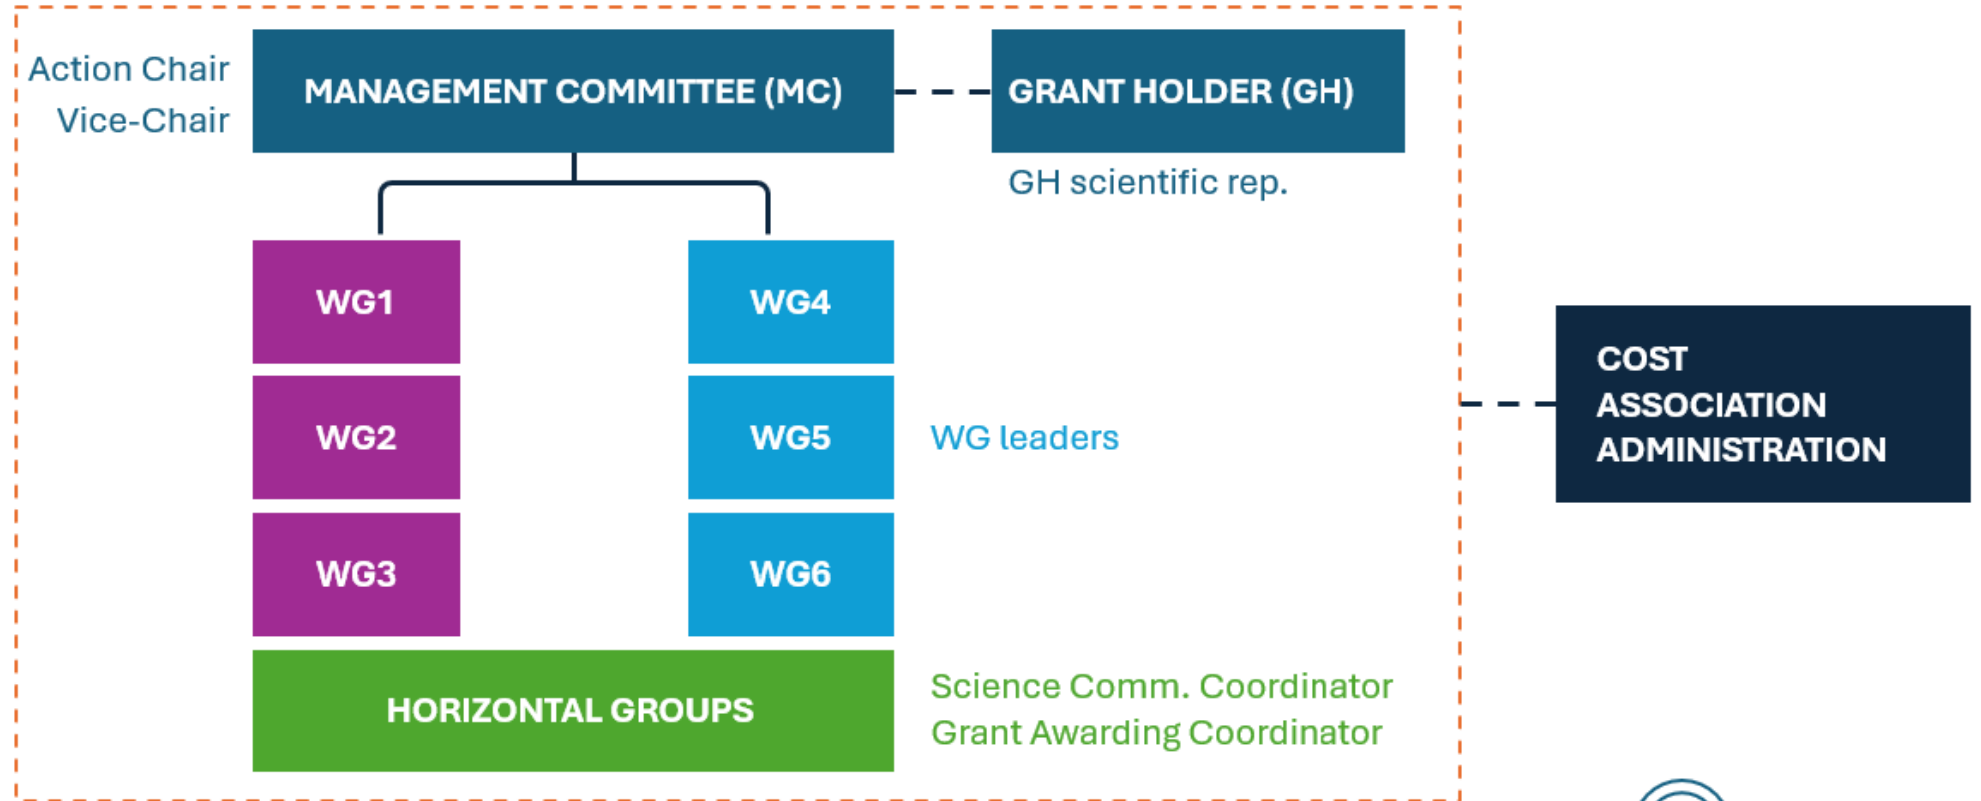 Action Chair
Vice-Chair
MANAGEMENT COMMITTEE (MC)
GRANT HOLDER (GH)
GH scientific rep.
WG1
WG4
WG2
WG5
WG leaders
WG3
WG6
HORIZONTAL GROUPS
Science Comm. Coordinator
Grant Awarding Coordinator
COST
ASSOCIATION
ADMINISTRATION